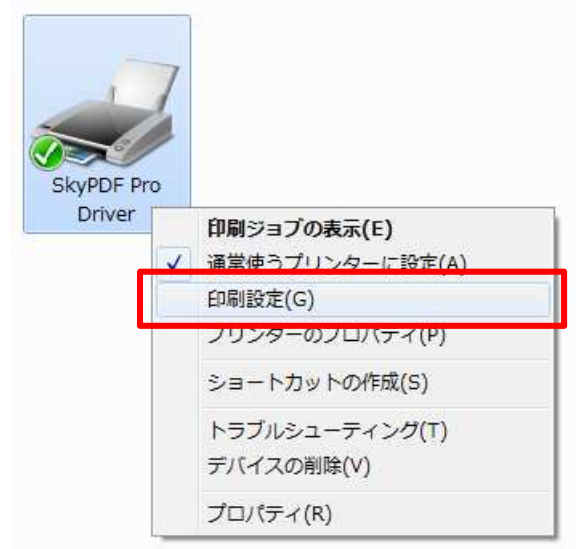 SkyPDF Pro
Driver
印刷ジョブの表示(E)
通常使うプリンターに設定(A)
印刷設定(G)
プリンターのプロパティ(P)
ショートカットの作成(S)
トラブルシューティング(T)
デバイスの削除(V)
プロパティ(R)